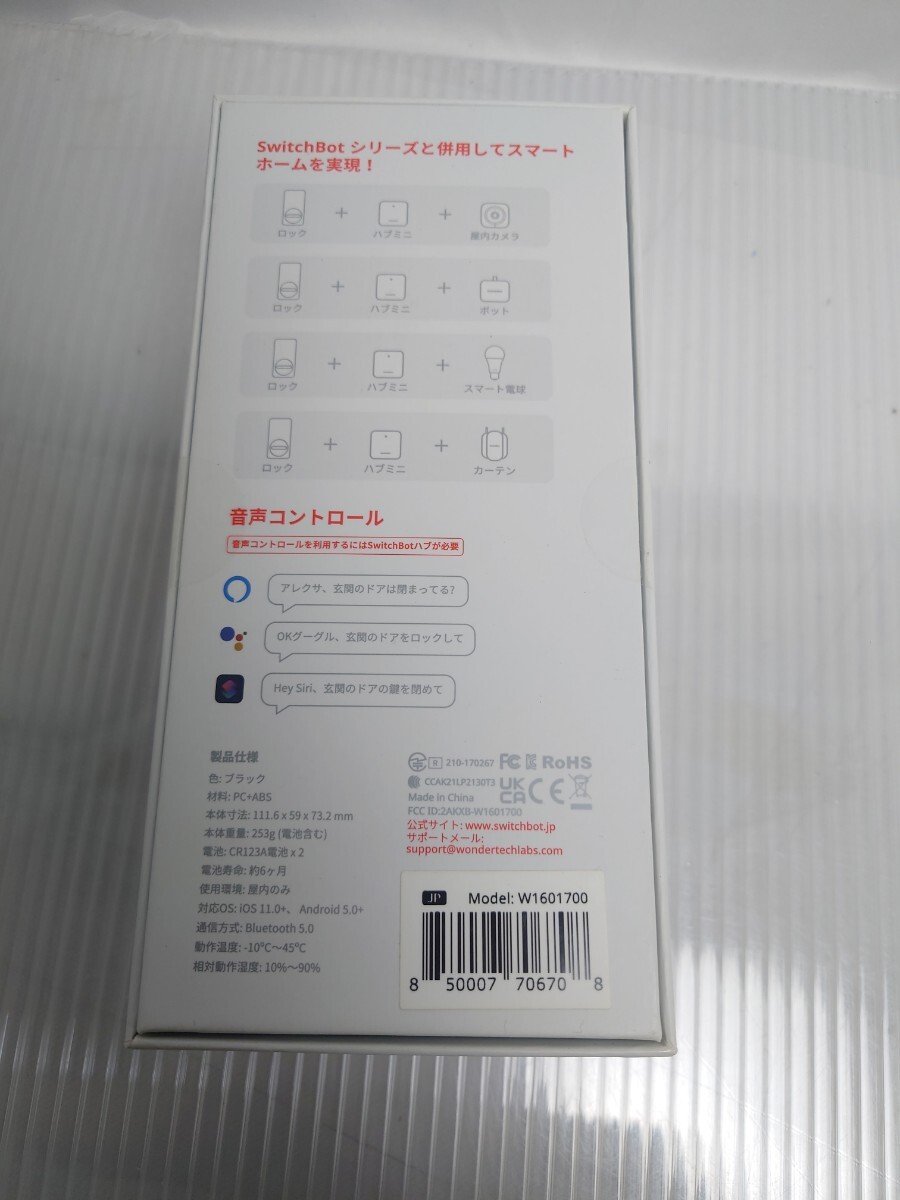 SwitchBot シリーズと併用してスマート
ホームを実現！
ロック + ハブミニ + 屋内カメラ
ロック + ハブミニ + ボット
ロック + ハブミニ + スマート電球
ロック + ハブミニ + カーテン
音声コントロール
音声コントロールを利用するにはSwitchBotハブが必要
アレクサ、玄関のドアは閉まってる?
OKグーグル、玄関のドアをロックして
Hey Siri、玄関のドアの鍵を閉めて
製品仕様
色: ブラック
材料: PC+ABS
本体寸法: 111.6 x 59 x 73.2 mm
本体重量: 253g (電池含む)
電池: CR123A電池 x 2
電池寿命: 約6ヶ月
使用環境: 屋内のみ
対応OS: iOS 11.0+、 Android 5.0+
通信方式: Bluetooth 5.0
動作温度: -10℃～45℃
相対動作湿度: 10%～90%
R 210-170267 FC RoHS
CCAK21LP2130T3 UK CA CE
Made in China
FCC ID:2AKXB-W1601700
公式サイト: www.switchbot.jp
サポートメール:
support@wondertechlabs.com
JP Model: W1601700
8 50007 70670 8